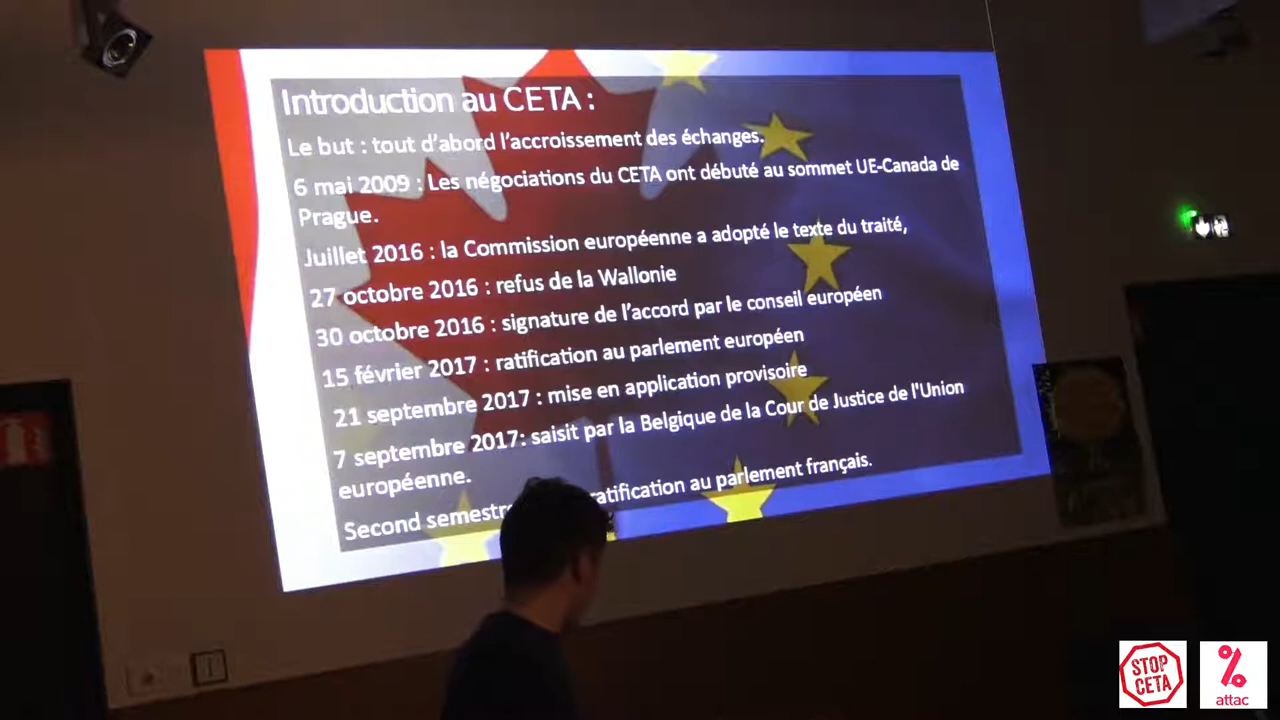 Introduction au CETA :
Le but : tout d'abord l'accroissement des échanges.
6 mai 2009 : Les négociations du CETA ont débuté au sommet UE-Canada de
Prague.
Juillet 2016 : la Commission européenne a adopté le texte du traité,
27 octobre 2016 : refus de la Wallonie
30 octobre 2016 : signature de l'accord par le conseil européen
15 février 2017 : ratification au parlement européen
21 septembre 2017 : mise en application provisoire
7 septembre 2017: saisit par la Belgique de la Cour de Justice de l'Union
européenne.
Second au parlement français.
STOP
CETA
%
attac